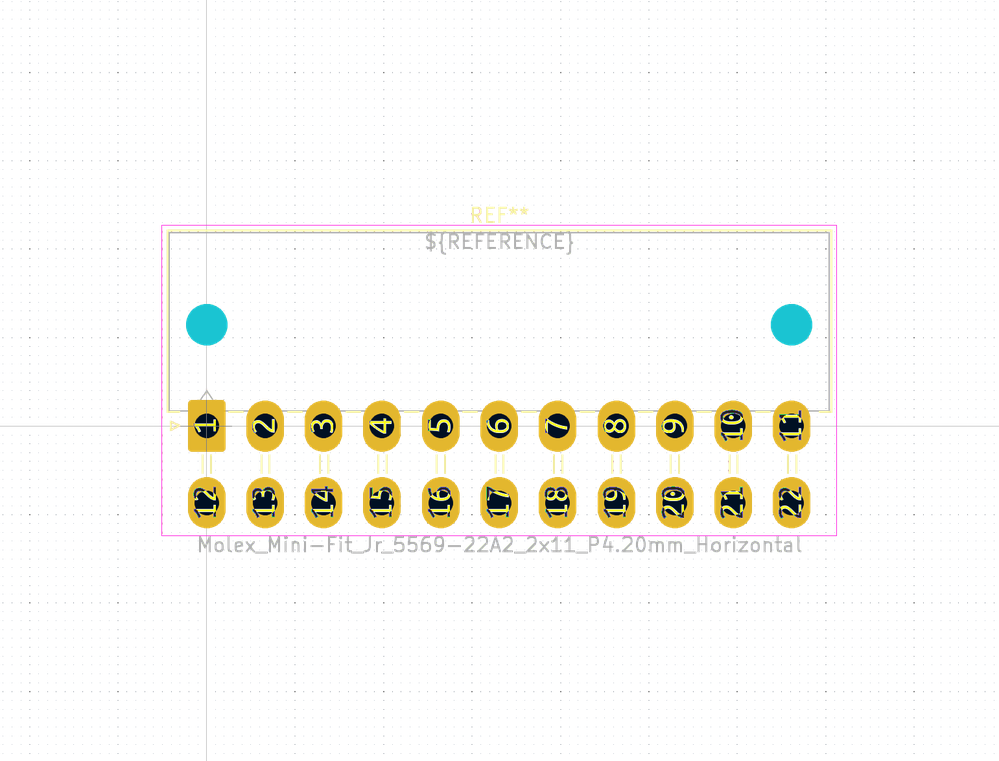 REF**
${REFERENCE}
1 2 3 4 5 6 7 8 9 10 11
12 13 14 15 16 17 18 19 20 21 22
Molex_Mini-Fit_Jr_5569-22A2_2x11_P4.20mm_Horizontal